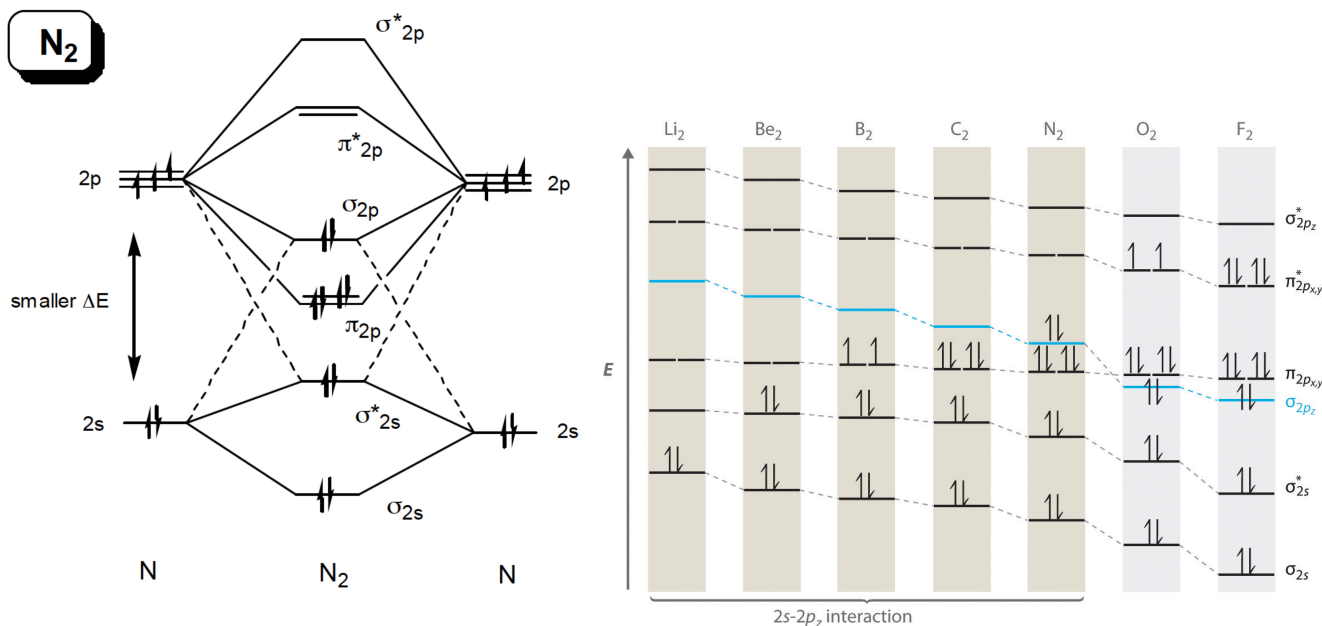 N₂
σ*2p
π*2p
2p
2p
σ2p
smaller ΔE
π2p
2s
σ*2s
2s
σ2s
N
N₂
N
Li₂
Be₂
B₂
C₂
N₂
O₂
F₂
E
σ*2pz
π*2px,y
π2px,y
σ2pz
σ*2s
σ2s
2s-2pz interaction